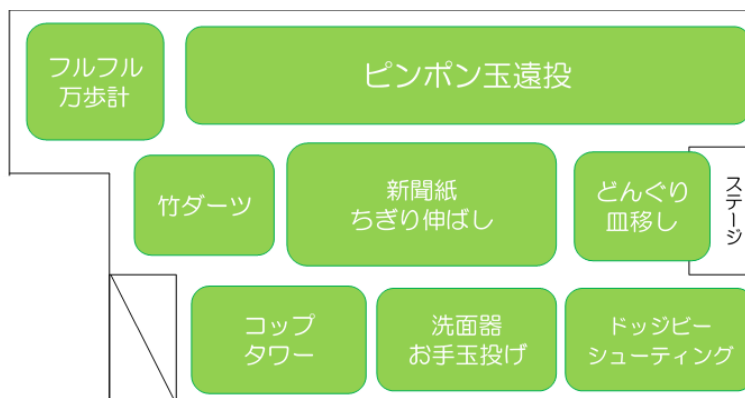 フルフル
万歩計
ピンポン玉遠投
竹ダーツ
新聞紙
ちぎり伸ばし
どんぐり
皿移し
ステージ
コップ
タワー
洗面器
お手玉投げ
ドッジビー
シューティング